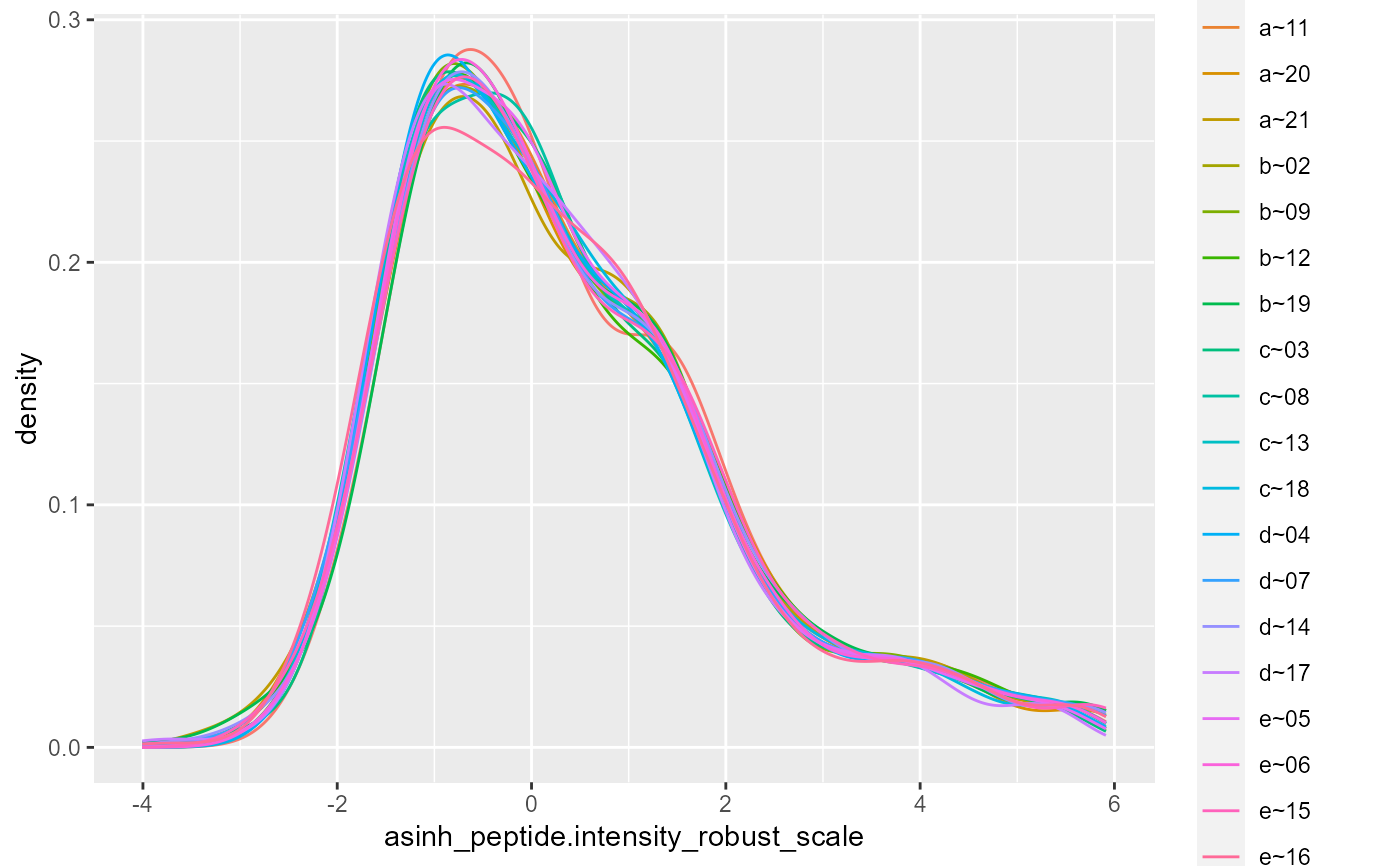 0.3
0.2
0.1
0.0
density
-4
-2
0
2
4
6
asinh_peptide.intensity_robust_scale
a~11
a~20
a~21
b~02
b~09
b~12
b~19
c~03
c~08
c~13
c~18
d~04
d~07
d~14
d~17
e~05
e~06
e~15
e~16